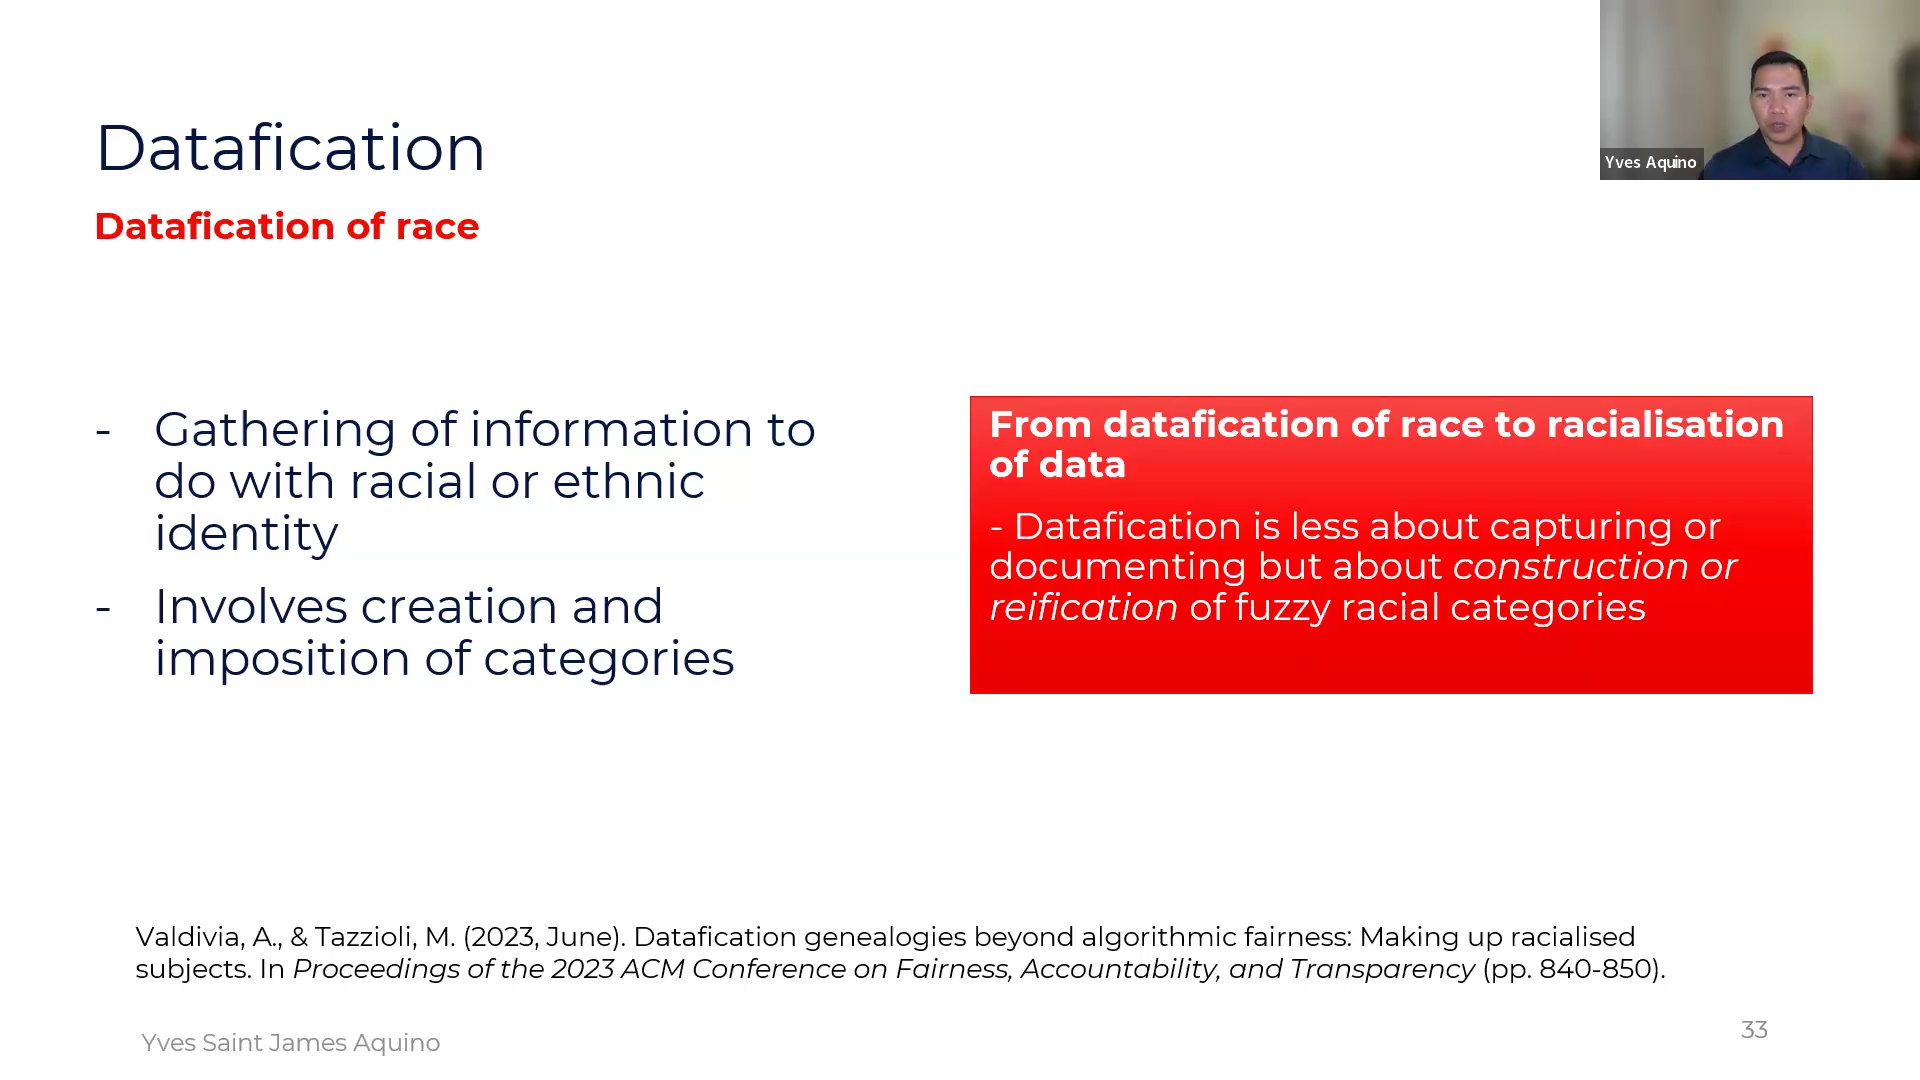 Yves Aquino
Datafication
Datafication of race
- Gathering of information to
do with racial or ethnic
identity
- Involves creation and
imposition of categories
From datafication of race to racialisation
of data
- Datafication is less about capturing or
documenting but about construction or
reification of fuzzy racial categories
Valdivia, A., & Tazzioli, M. (2023, June). Datafication genealogies beyond algorithmic fairness: Making up racialised
subjects. In Proceedings of the 2023 ACM Conference on Fairness, Accountability, and Transparency (pp. 840-850).
Yves Saint James Aquino
33